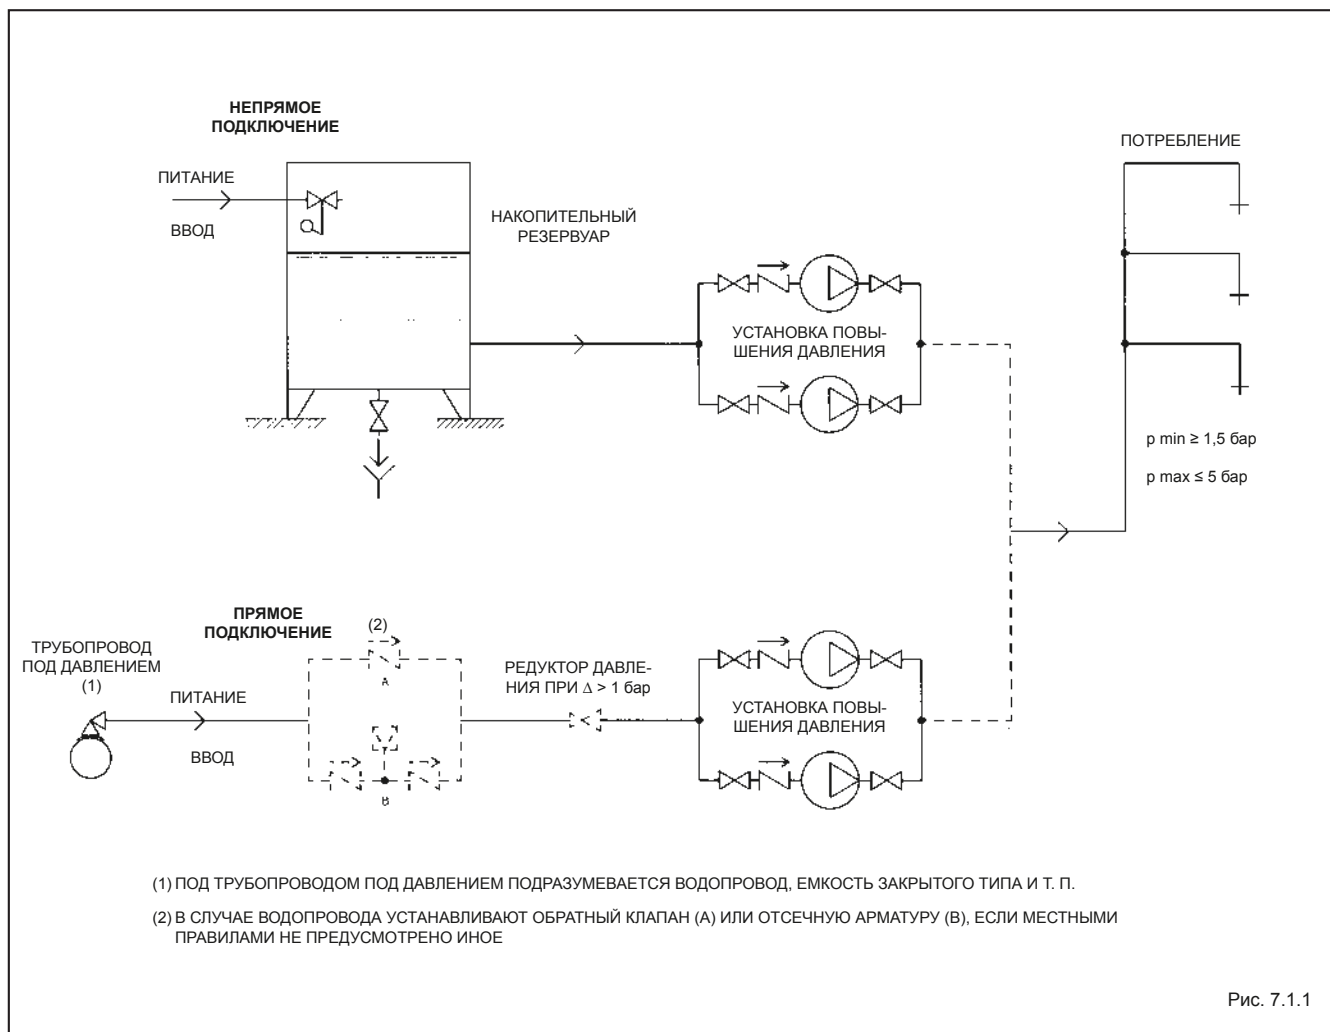 НЕПРЯМОЕ
ПОДКЛЮЧЕНИЕ
ПИТАНИЕ
ВВОД
НАКОПИТЕЛЬНЫЙ
РЕЗЕРВУАР
УСТАНОВКА ПОВЫ-
ШЕНИЯ ДАВЛЕНИЯ
ПОТРЕБЛЕНИЕ
p min ≥ 1,5 бар
p max ≤ 5 бар
ПРЯМОЕ
ПОДКЛЮЧЕНИЕ
(2)
A
B
ТРУБОПРОВОД
ПОД ДАВЛЕНИЕМ
(1)
ПИТАНИЕ
ВВОД
РЕДУКТОР ДАВЛЕ-
НИЯ ПРИ Δ > 1 бар
УСТАНОВКА ПОВЫ-
ШЕНИЯ ДАВЛЕНИЯ
(1) ПОД ТРУБОПРОВОДОМ ПОД ДАВЛЕНИЕМ ПОДРАЗУМЕВАЕТСЯ ВОДОПРОВОД, ЕМКОСТЬ ЗАКРЫТОГО ТИПА И Т. П.
(2) В СЛУЧАЕ ВОДОПРОВОДА УСТАНАВЛИВАЮТ ОБРАТНЫЙ КЛАПАН (A) ИЛИ ОТСЕЧНУЮ АРМАТУРУ (B), ЕСЛИ МЕСТНЫМИ
ПРАВИЛАМИ НЕ ПРЕДУСМОТРЕНО ИНОЕ
Рис. 7.1.1